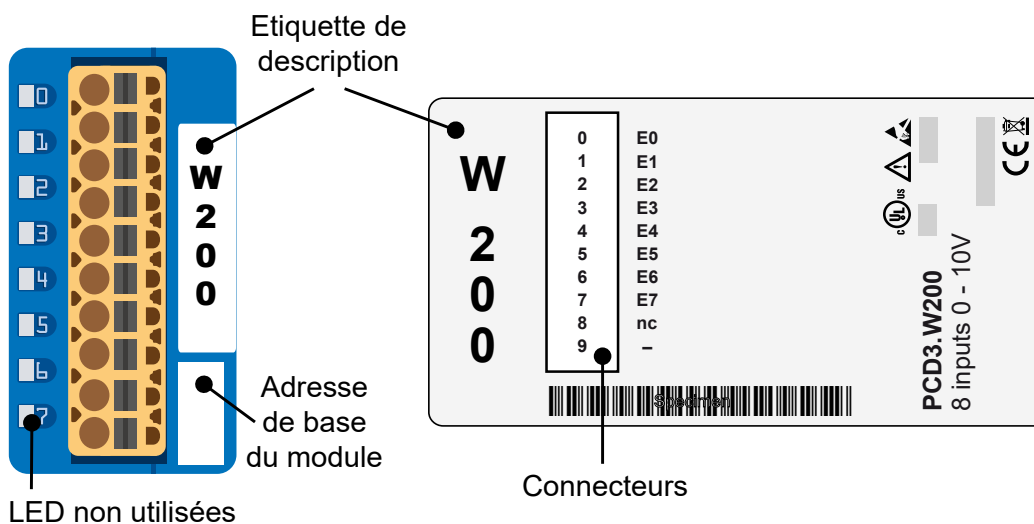 Etiquette de
description
0
1
2
3
4
5
6
7
W
2
0
0
Adresse
de base
du module
LED non utilisées
W
2
0
0
0 E0
1 E1
2 E2
3 E3
4 E4
5 E5
6 E6
7 E7
8 nc
9 –
Specimen
Connecteurs
c UL us
CE
PCD3.W200
8 inputs 0 - 10V